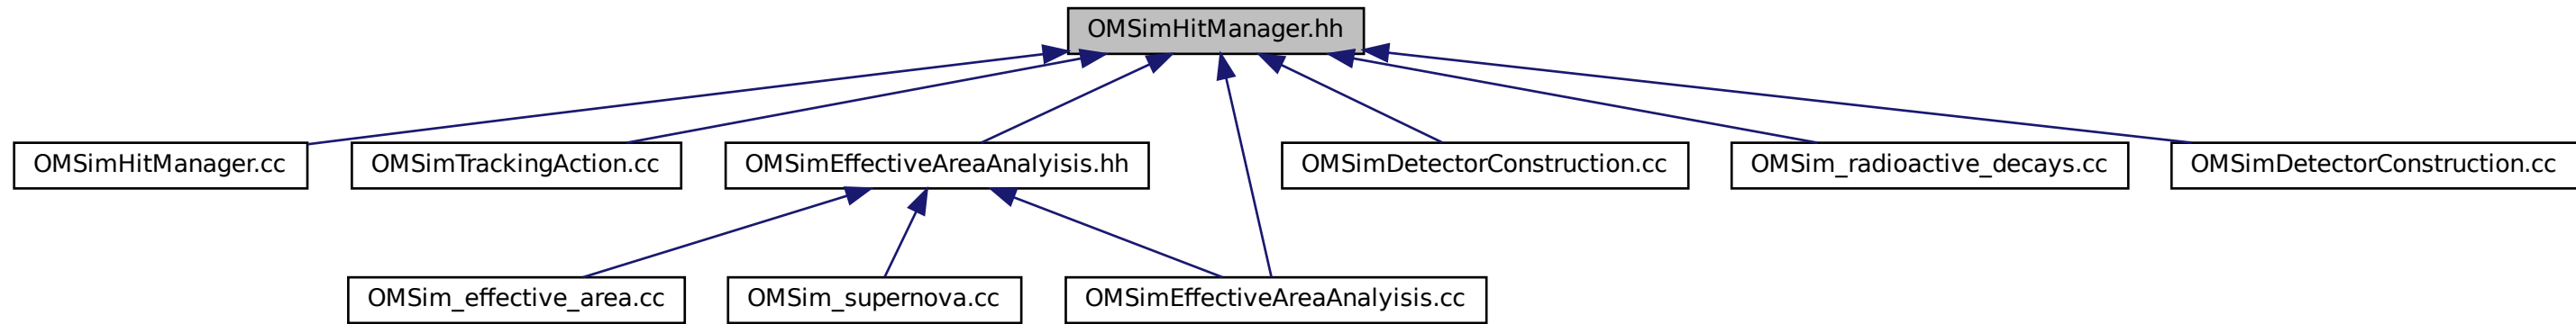 OMSimHitManager.hh
OMSimHitManager.cc
OMSimTrackingAction.cc
OMSimEffectiveAreaAnalyisis.hh
OMSimDetectorConstruction.cc
OMSim_radioactive_decays.cc
OMSimDetectorConstruction.cc
OMSim_effective_area.cc
OMSim_supernova.cc
OMSimEffectiveAreaAnalyisis.cc